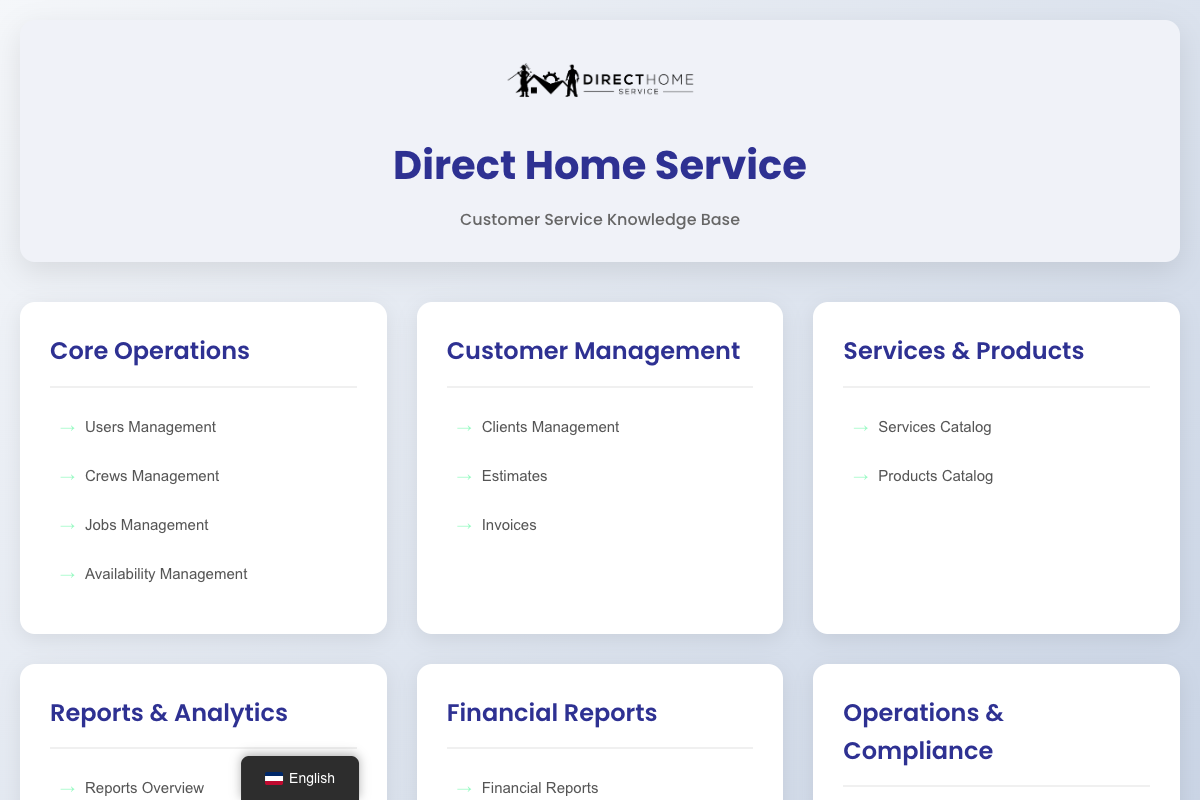 DIRECTHOME
SERVICE
Direct Home Service
Customer Service Knowledge Base
Core Operations
→ Users Management
→ Crews Management
→ Jobs Management
→ Availability Management
Customer Management
→ Clients Management
→ Estimates
→ Invoices
Services & Products
→ Services Catalog
→ Products Catalog
Reports & Analytics
→ Reports Overview
Financial Reports
→ Financial Reports
Operations &
Compliance
English